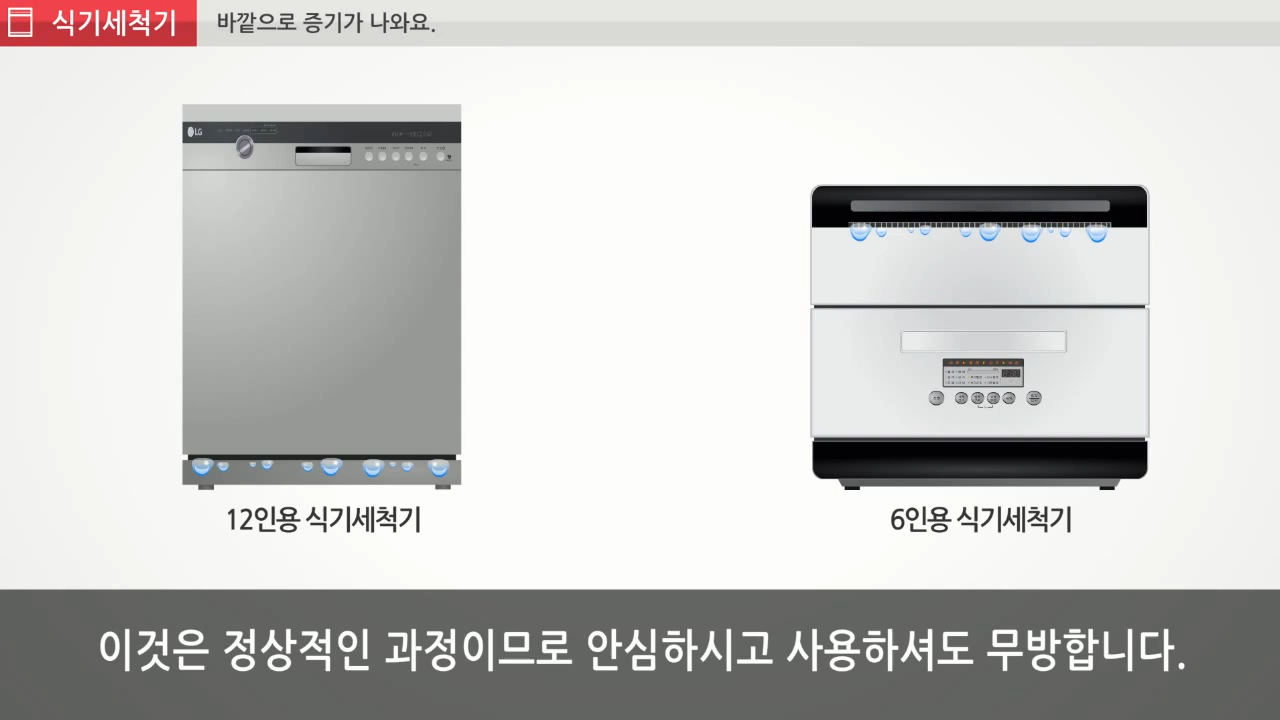 식기세척기
바깥으로 증기가 나와요.
LG
12인용 식기세척기
6인용 식기세척기
이것은 정상적인 과정이므로 안심하시고 사용하셔도 무방합니다.